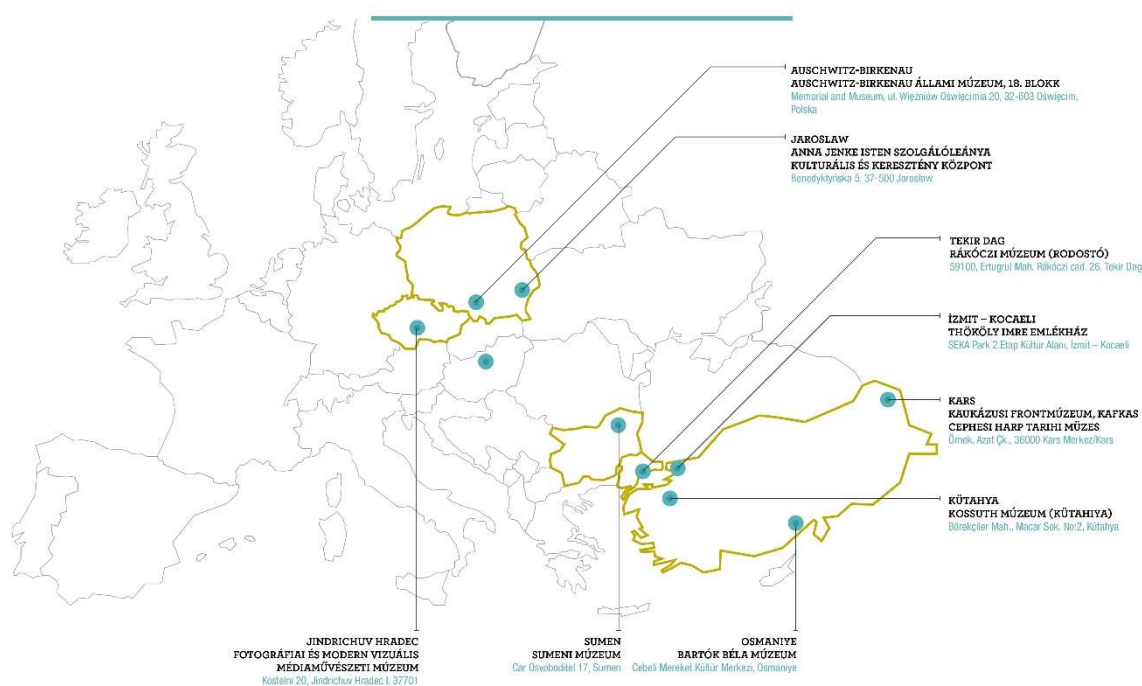 AUSCHWITZ-BIRKENAU
AUSCHWITZ-BIRKENAU ÁLLAMI MÚZEUM, 18. BLOKK
Memorial and Museum, ul. Więźniów Oświęcimia 20, 32-603 Oświęcim,
Polska
JAROSLAW
ANNA JENKE ISTEN SZOLGÁLÓLEÁNYA
KULTURÁLIS ÉS KERESZTÉNY KÖZPONT
Benedyktyńska 5, 37-500 Jaroslaw
TEKIR DAG
RÁKÓCZI MÚZEUM (RODOSTÓ)
59100, Ertugrul Mah. Rákóczi cad. 26, Tekir Dag
İZMIT – KOCAELI
THÖKÖLY IMRE EMLÉKHÁZ
SEKA Park 2.Etap Kültür Alanı, İzmit – Kocaeli
KARS
KAUKÁZUSI FRONTMÚZEUM, KAFKAS
CEPHESI HARP TARIHI MÜZES
Örnek, Azat Çk., 36000 Kars Merkez/Kars
KÜTAHYA
KOSSUTH MÚZEUM (KÜTAHIYA)
Börekçiler Mah., Macar Sok. No:2, Kütahya
JINDRICHUV HRADEC
FOTOGRÁFIAI ÉS MODERN VIZUÁLIS
MÉDIAMŰVÉSZETI MÚZEUM
Kostelni 20, Jindrichuv Hradec I, 37701
SUMEN
SUMENI MÚZEUM
Car Osvoboditel 17, Sumen
OSMANIYE
BARTÓK BÉLA MÚZEUM
Cebeli Mereket Kültür Merkezi, Osmaniye